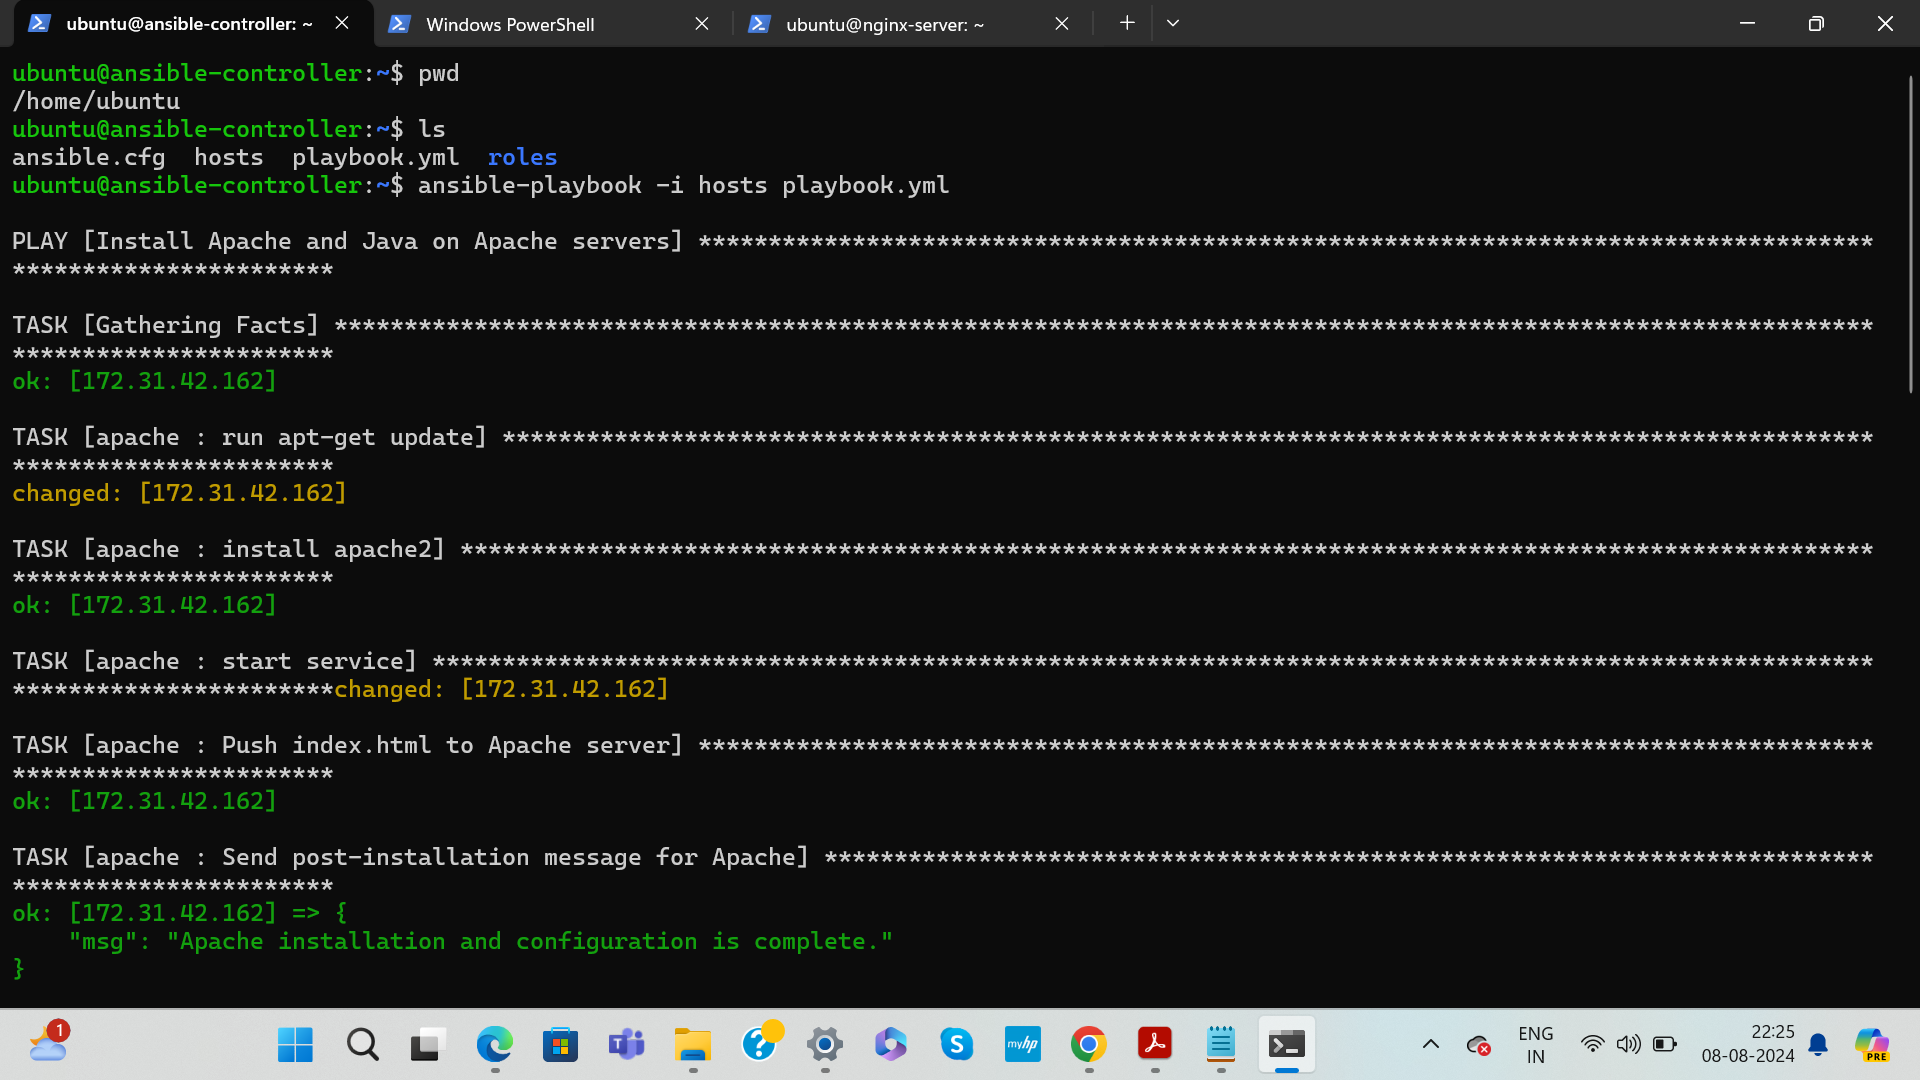 ubuntu@ansible-controller: ~
Windows PowerShell
ubuntu@nginx-server: ~
ubuntu@ansible-controller:~$ pwd
/home/ubuntu
ubuntu@ansible-controller:~$ ls
ansible.cfg  hosts  playbook.yml  roles
ubuntu@ansible-controller:~$ ansible-playbook -i hosts playbook.yml
PLAY [Install Apache and Java on Apache servers] ************************************************************************************
***********************
TASK [Gathering Facts] **************************************************************************************************************
***********************
ok: [172.31.42.162]
TASK [apache : run apt-get update] **************************************************************************************************
***********************
changed: [172.31.42.162]
TASK [apache : install apache2] *****************************************************************************************************
***********************
ok: [172.31.42.162]
TASK [apache : start service] *******************************************************************************************************
***********************changed: [172.31.42.162]
TASK [apache : Push index.html to Apache server] ************************************************************************************
***********************
ok: [172.31.42.162]
TASK [apache : Send post-installation message for Apache] ***************************************************************************
***********************
ok: [172.31.42.162] => {
    "msg": "Apache installation and configuration is complete."
}
1
T
?
S
myhp
ENG
IN
22:25
08-08-2024
PRE